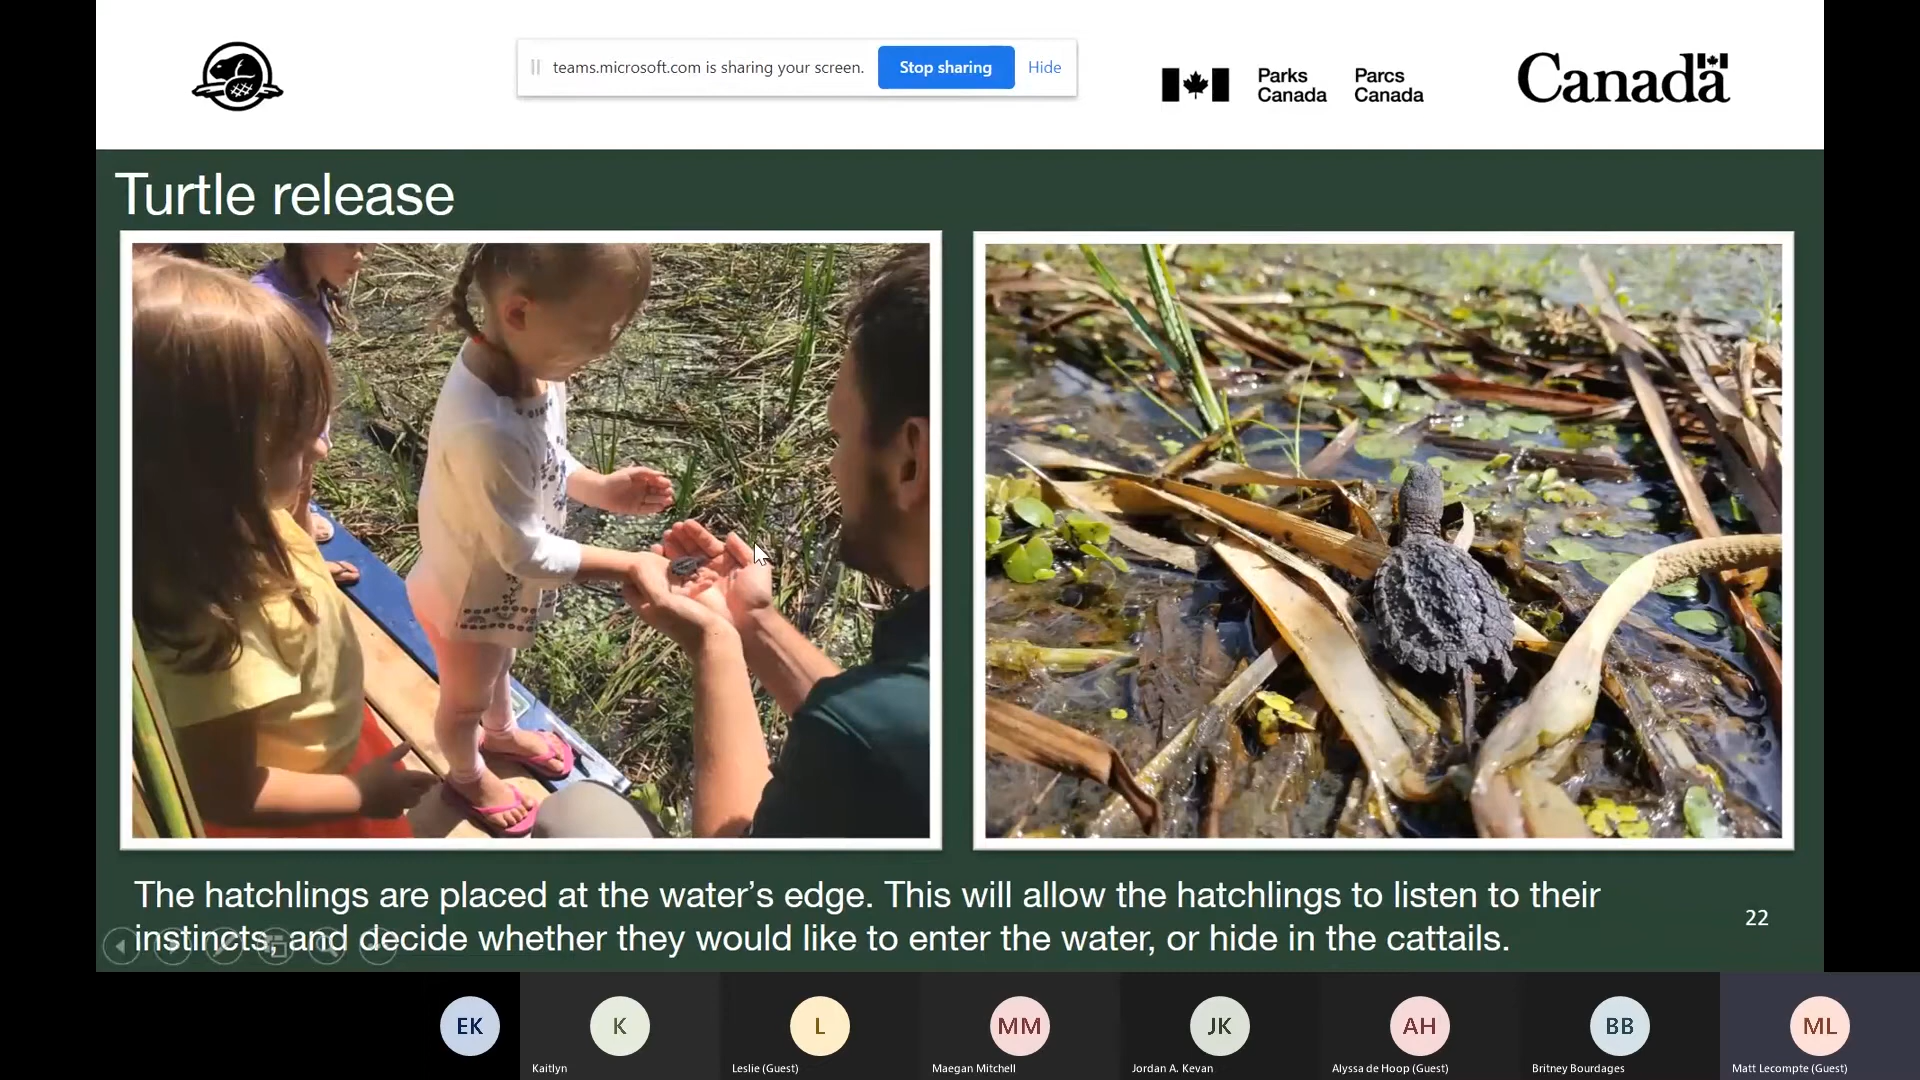 teams.microsoft.com is sharing your screen.
Stop sharing
Hide
Parks Canada
Parcs Canada
Canada
Turtle release
The hatchlings are placed at the water's edge. This will allow the hatchlings to listen to their
instincts, and decide whether they would like to enter the water, or hide in the cattails.
22
EK
K
L
MM
JK
AH
BB
ML
Kaitlyn
Leslie (Guest)
Maegan Mitchell
Jordan A. Kevan
Alyssa de Hoop (Guest)
Britney Bourdages
Matt Lecompte (Guest)